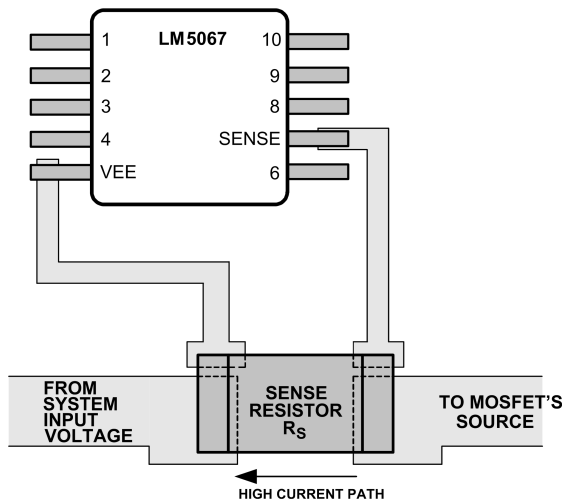 LM5067
1
10
2
9
3
8
4
SENSE
VEE
6
FROM
SYSTEM
INPUT
VOLTAGE
SENSE
RESISTOR
RS
TO MOSFET'S
SOURCE
HIGH CURRENT PATH